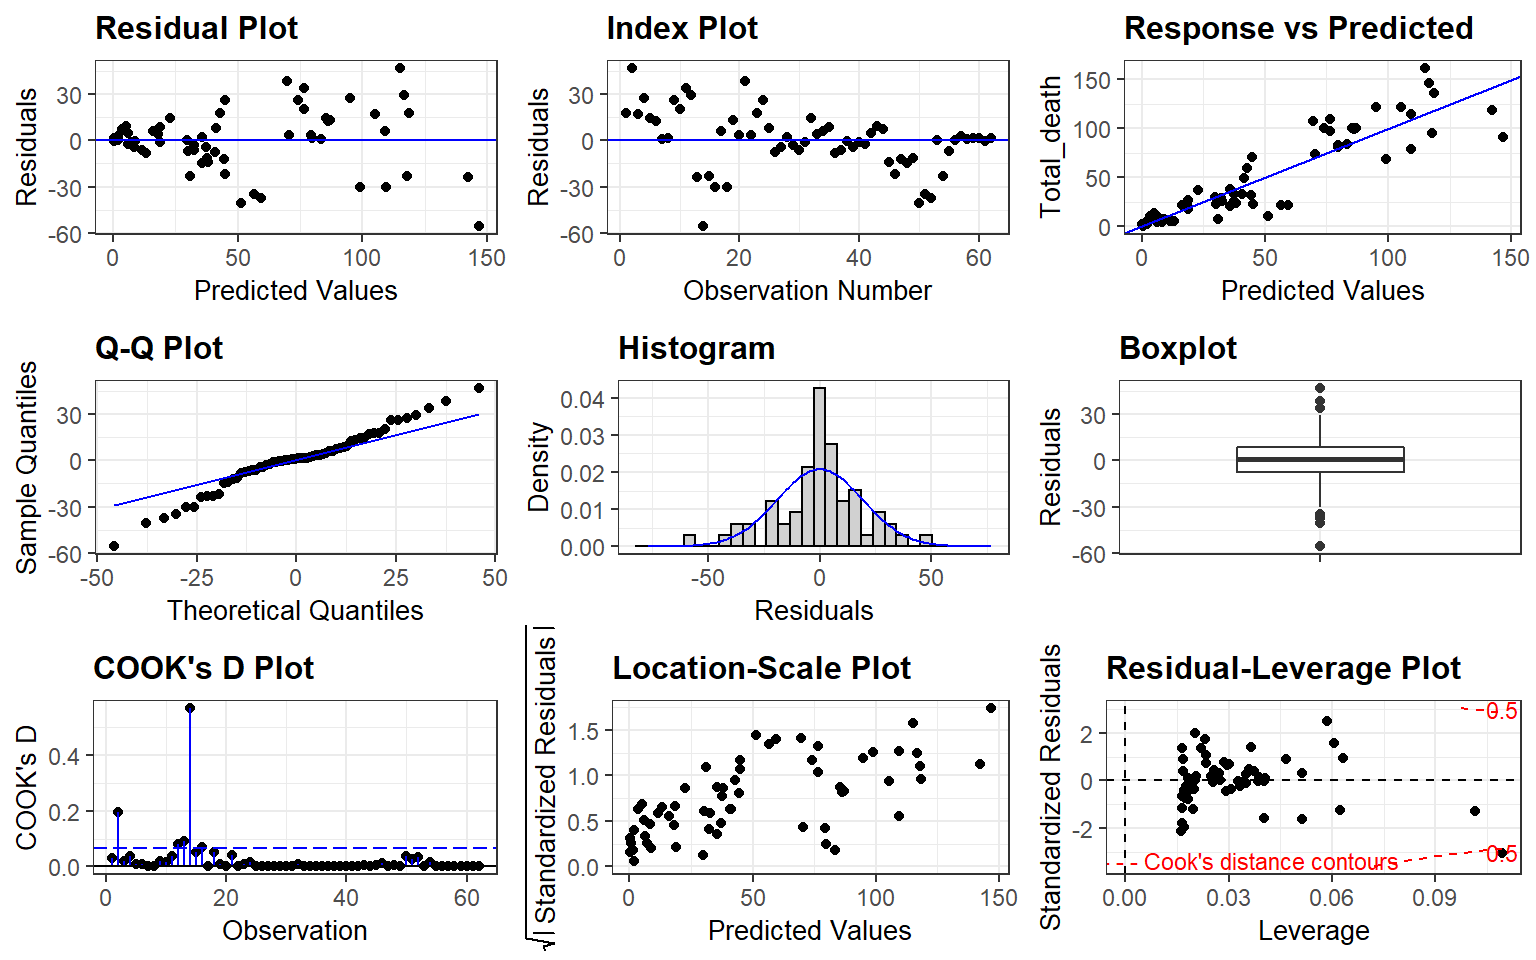 Residual Plot
30
0
-30
-60
Residuals
0 50 100 150
Predicted Values
Index Plot
30
0
-30
-60
Residuals
0 20 40 60
Observation Number
Response vs Predicted
150
100
50
0
Total_death
0 50 100 150
Predicted Values
Q-Q Plot
30
0
-30
-60
Sample Quantiles
-50 -25 0 25 50
Theoretical Quantiles
Histogram
0.04
0.03
0.02
0.01
0.00
Density
-50 0 50
Residuals
Boxplot
30
0
-30
-60
Residuals
COOK's D Plot
0.4
0.2
0.0
COOK's D
0 20 40 60
Observation
Location-Scale Plot
1.5
1.0
0.5
0.0
√| Standardized Residuals |
0 50 100 150
Predicted Values
Residual-Leverage Plot
2
0
-2
Standardized Residuals
0.5
0.5
Cook's distance contours
0.00 0.03 0.06 0.09
Leverage